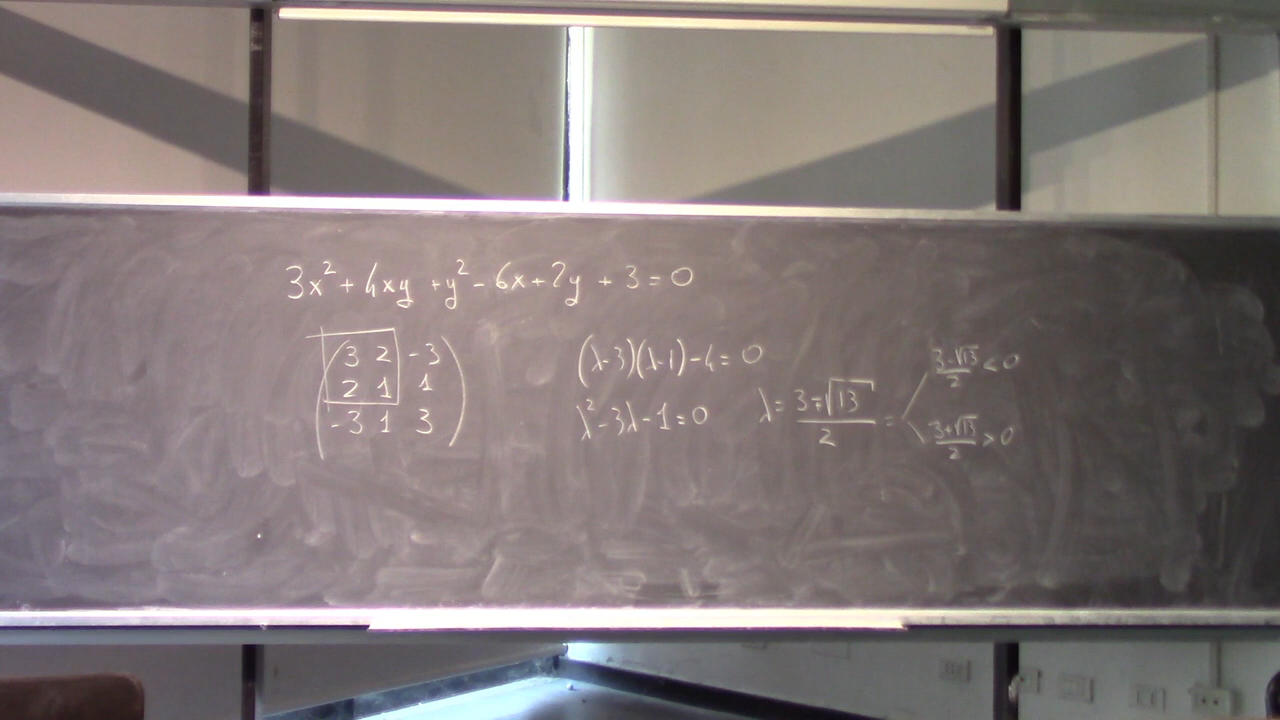 3x² + 4xy + y² - 6x + 2y + 3 = 0
(3 2 -3
2 1 1
-3 1 3)
(λ-3)(λ-1) - 4 = 0
λ² - 3λ - 1 = 0
λ = (3∓√13)/2 =
(3-√13)/2 < 0
(3+√13)/2 > 0